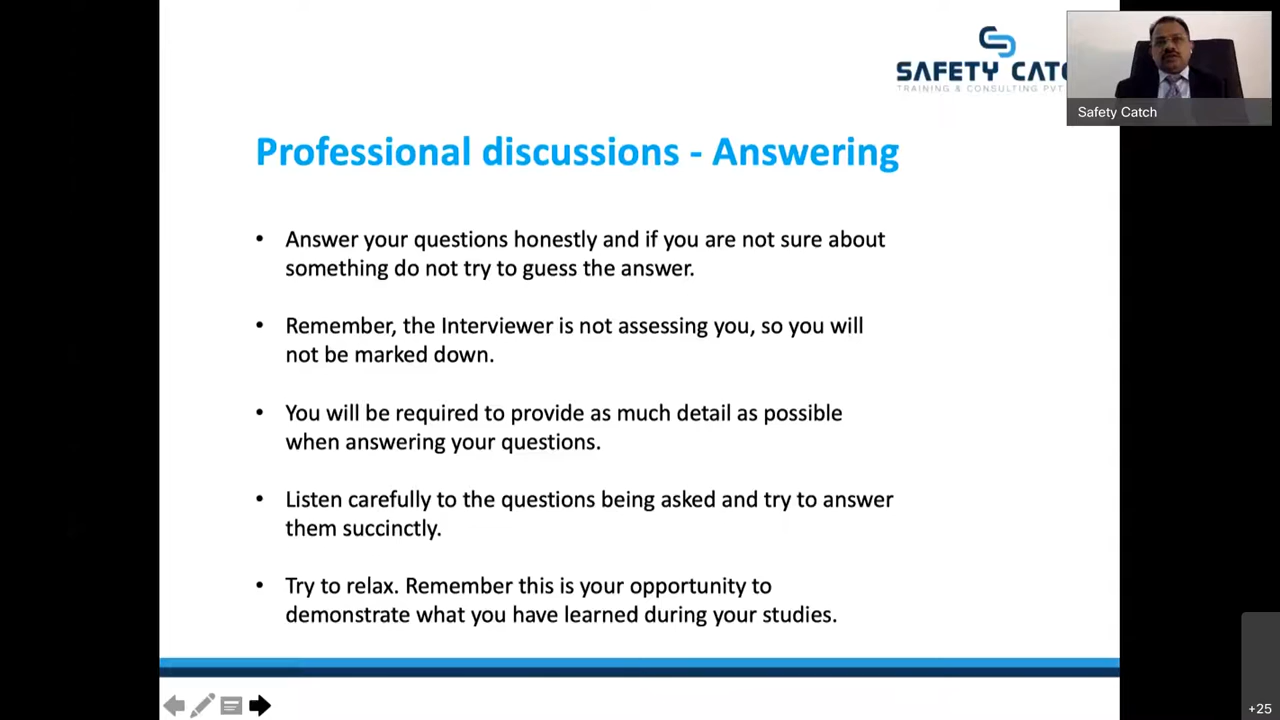 SAFETY CATC
TRAINING & CONSULTING PVT
Safety Catch
Professional discussions - Answering
• Answer your questions honestly and if you are not sure about
something do not try to guess the answer.
• Remember, the Interviewer is not assessing you, so you will
not be marked down.
• You will be required to provide as much detail as possible
when answering your questions.
• Listen carefully to the questions being asked and try to answer
them succinctly.
• Try to relax. Remember this is your opportunity to
demonstrate what you have learned during your studies.
+25